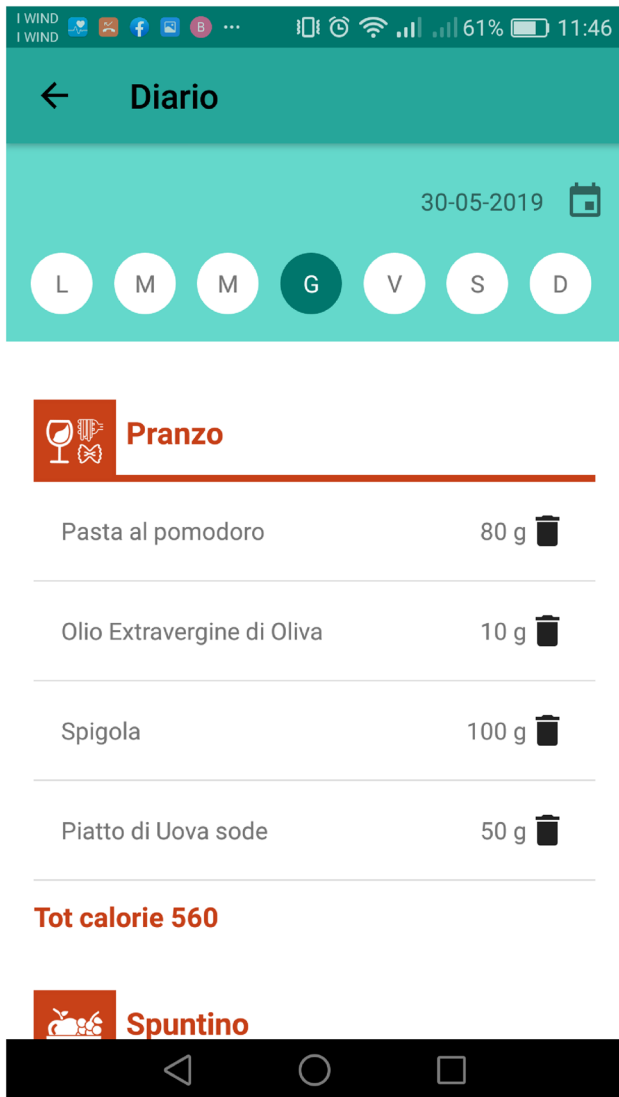 I WIND
I WIND
B ... 61% 11:46
Diario
30-05-2019
L M M G V S D
Pranzo
Pasta al pomodoro 80 g
Olio Extravergine di Oliva 10 g
Spigola 100 g
Piatto di Uova sode 50 g
Tot calorie 560
Spuntino